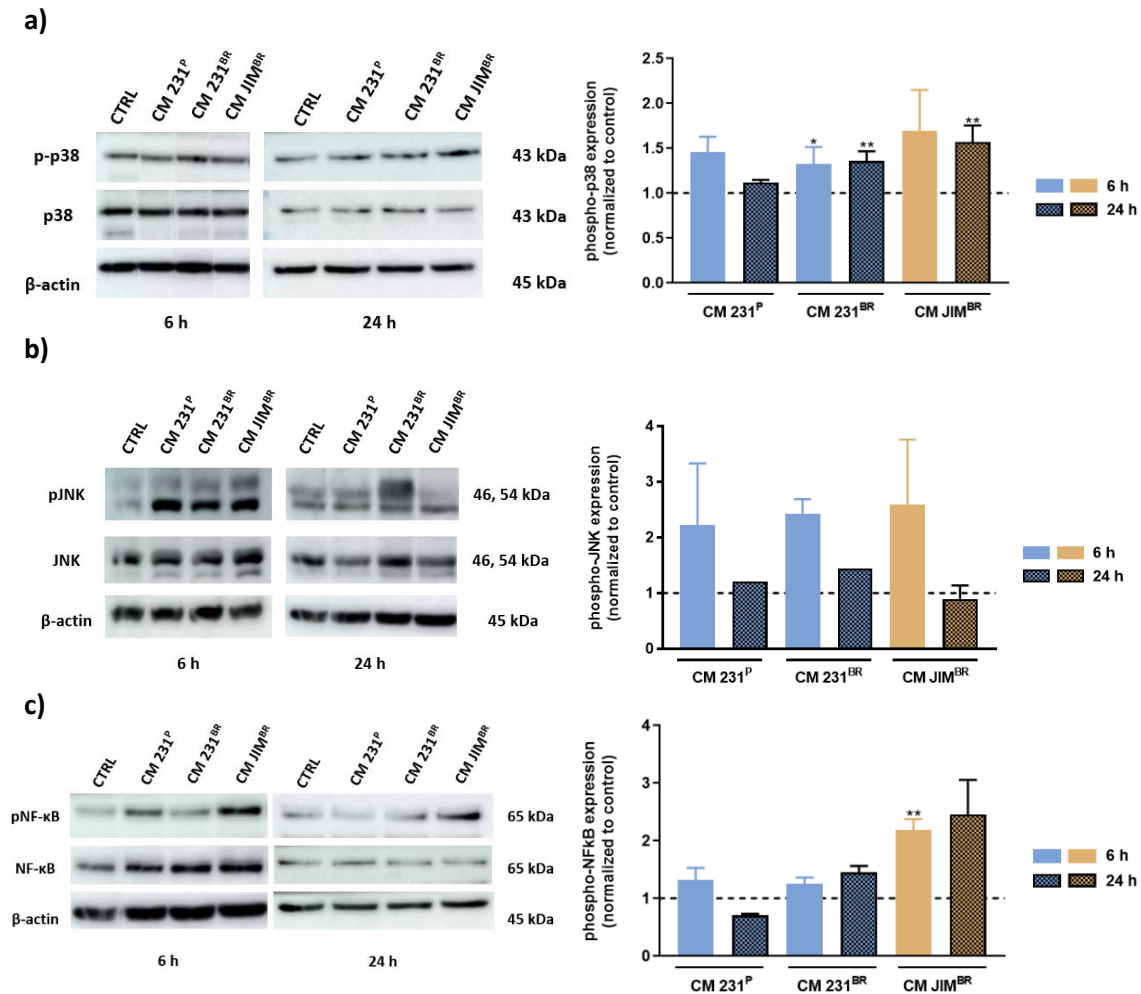 a)
CTRL CM 231ᴾ CM 231ᴮᴿ CM JIMᴮᴿ
CTRL CM 231ᴾ CM 231ᴮᴿ CM JIMᴮᴿ
p-p38 43 kDa
p38 43 kDa
β-actin 45 kDa
6 h 24 h
phospho-p38 expression
(normalized to control)
2.5
2.0
1.5
1.0
0.5
0.0
* ** **
CM 231ᴾ CM 231ᴮᴿ CM JIMᴮᴿ
6 h
24 h
b)
CTRL CM 231ᴾ CM 231ᴮᴿ CM JIMᴮᴿ
CTRL CM 231ᴾ CM 231ᴮᴿ CM JIMᴮᴿ
pJNK 46, 54 kDa
JNK 46, 54 kDa
β-actin 45 kDa
6 h 24 h
phospho-JNK expression
(normalized to control)
4
3
2
1
0
CM 231ᴾ CM 231ᴮᴿ CM JIMᴮᴿ
6 h
24 h
c)
CTRL CM 231ᴾ CM 231ᴮᴿ CM JIMᴮᴿ
CTRL CM 231ᴾ CM 231ᴮᴿ CM JIMᴮᴿ
pNF-κB 65 kDa
NF-κB 65 kDa
β-actin 45 kDa
6 h 24 h
phospho-NFkB expression
(normalized to control)
4
3
2
1
0
**
CM 231ᴾ CM 231ᴮᴿ CM JIMᴮᴿ
6 h
24 h